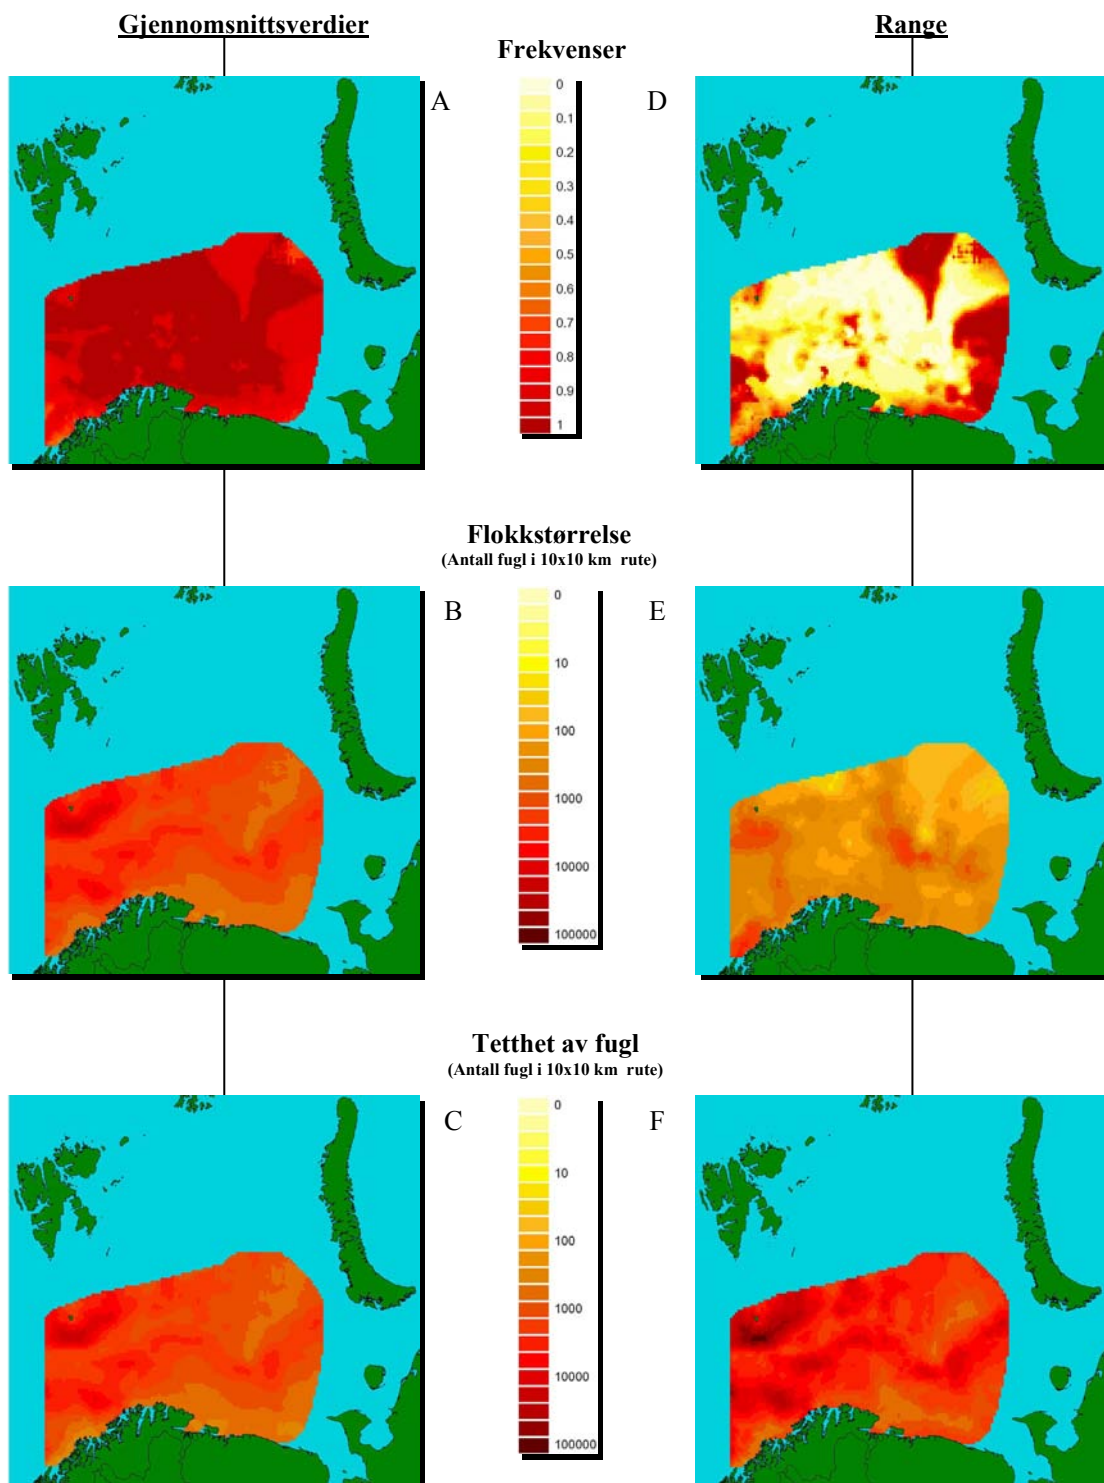 Gjennomsnittsverdier
Range
Frekvenser
A
D
0
0.1
0.2
0.3
0.4
0.5
0.6
0.7
0.8
0.9
1
Flokkstørrelse
(Antall fugl i 10x10 km rute)
B
E
0
10
100
1000
10000
100000
Tetthet av fugl
(Antall fugl i 10x10 km rute)
C
F
0
10
100
1000
10000
100000